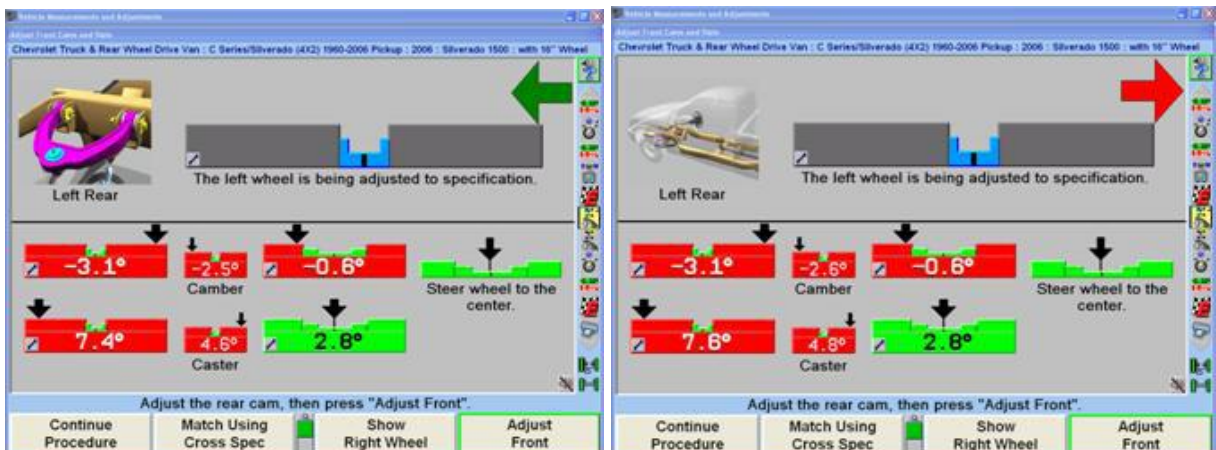 Vehicle Measurements and Adjustments
Adjust Front Cams and Rate
Chevrolet Truck & Rear Wheel Drive Van : C Series/Silverado (4X2) 1960-2006 Pickup : 2006 : Silverado 1500 : with 16" Wheel
Left Rear
The left wheel is being adjusted to specification.
-3.1°
-2.5°
-0.6°
Camber
Steer wheel to the
center.
7.4°
4.6°
2.8°
Caster
Adjust the rear cam, then press "Adjust Front".
Continue
Procedure
Match Using
Cross Spec
Show
Right Wheel
Adjust
Front
Vehicle Measurements and Adjustments
Chevrolet Truck & Rear Wheel Drive Van : C Series/Silverado (4X2) 1960-2006 Pickup : 2006 : Silverado 1500 : with 16" Wheel
Left Rear
The left wheel is being adjusted to specification.
-3.1°
-2.6°
-0.6°
Camber
Steer wheel to the
center.
7.6°
4.8°
2.8°
Caster
Adjust the rear cam, then press "Adjust Front".
Continue
Procedure
Match Using
Cross Spec
Show
Right Wheel
Adjust
Front